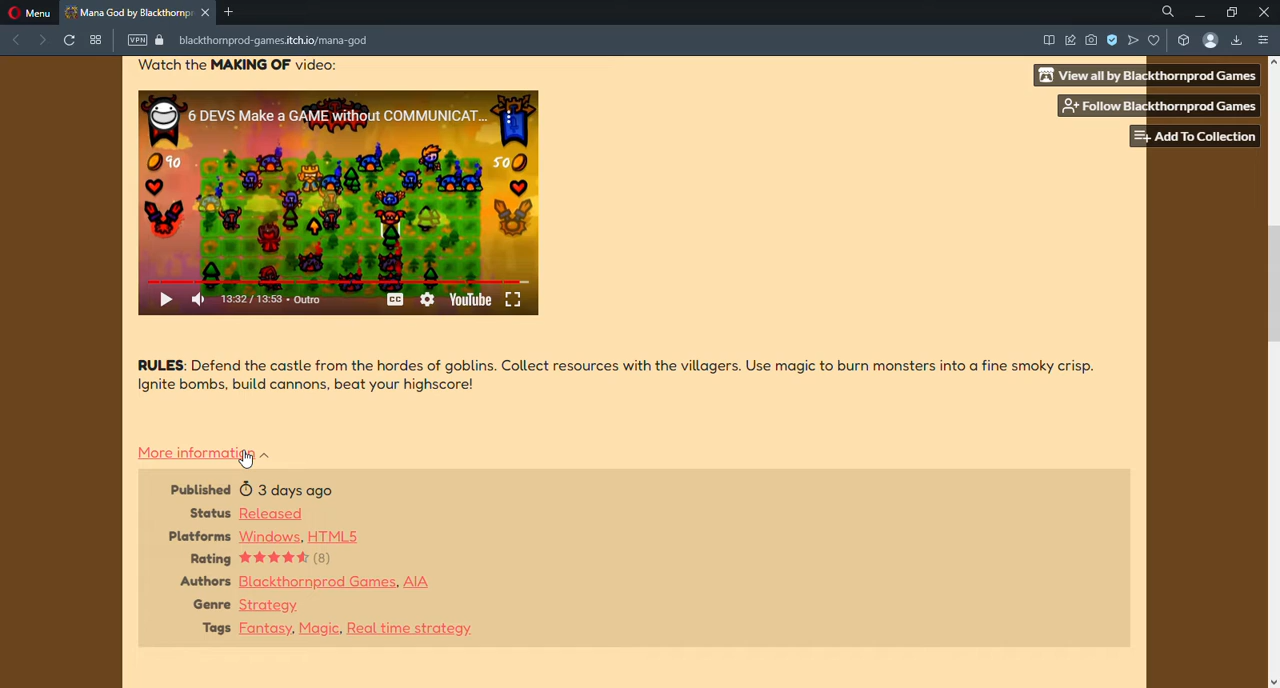 Menu
Mana God by Blackthornpr
VPN
blackthornprod-games.itch.io/mana-god
Watch the MAKING OF video:
View all by Blackthornprod Games
Follow Blackthornprod Games
Add To Collection
6 DEVS Make a GAME without COMMUNICAT...
90
50
13:32 / 13:53 • Outro
CC
YouTube
RULES: Defend the castle from the hordes of goblins. Collect resources with the villagers. Use magic to burn monsters into a fine smoky crisp.
Ignite bombs, build cannons, beat your highscore!
More information
Published 3 days ago
Status Released
Platforms Windows, HTML5
Rating (8)
Authors Blackthornprod Games, AIA
Genre Strategy
Tags Fantasy, Magic, Real time strategy